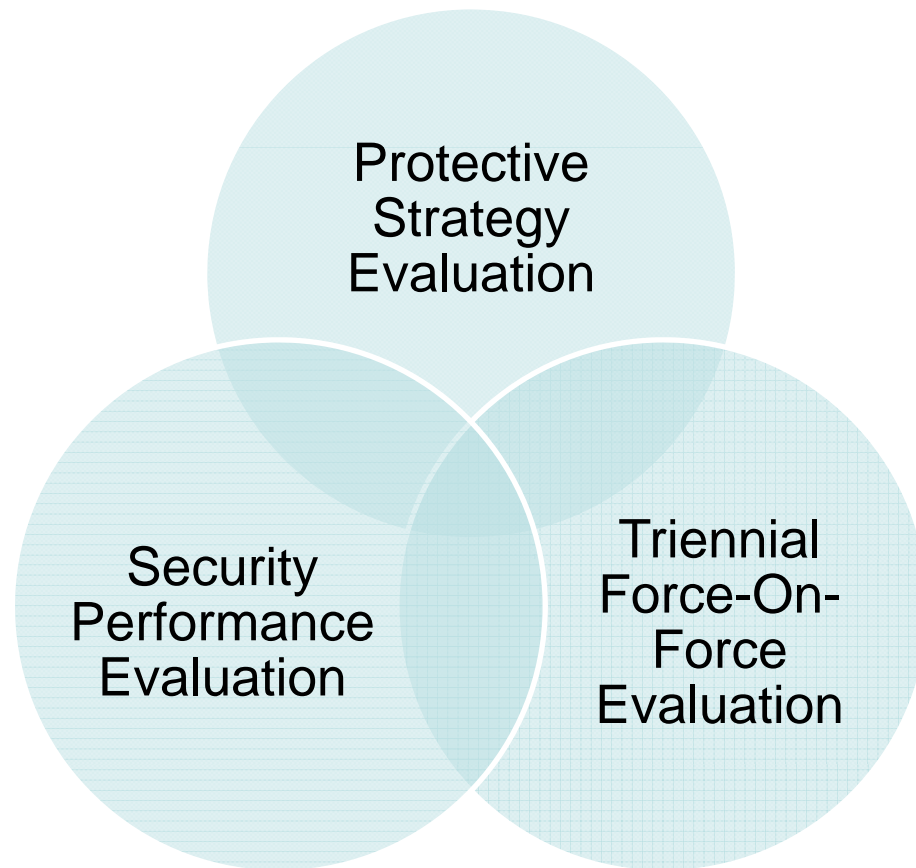 Protective
Strategy
Evaluation
Security
Performance
Evaluation
Triennial
Force-On-
Force
Evaluation